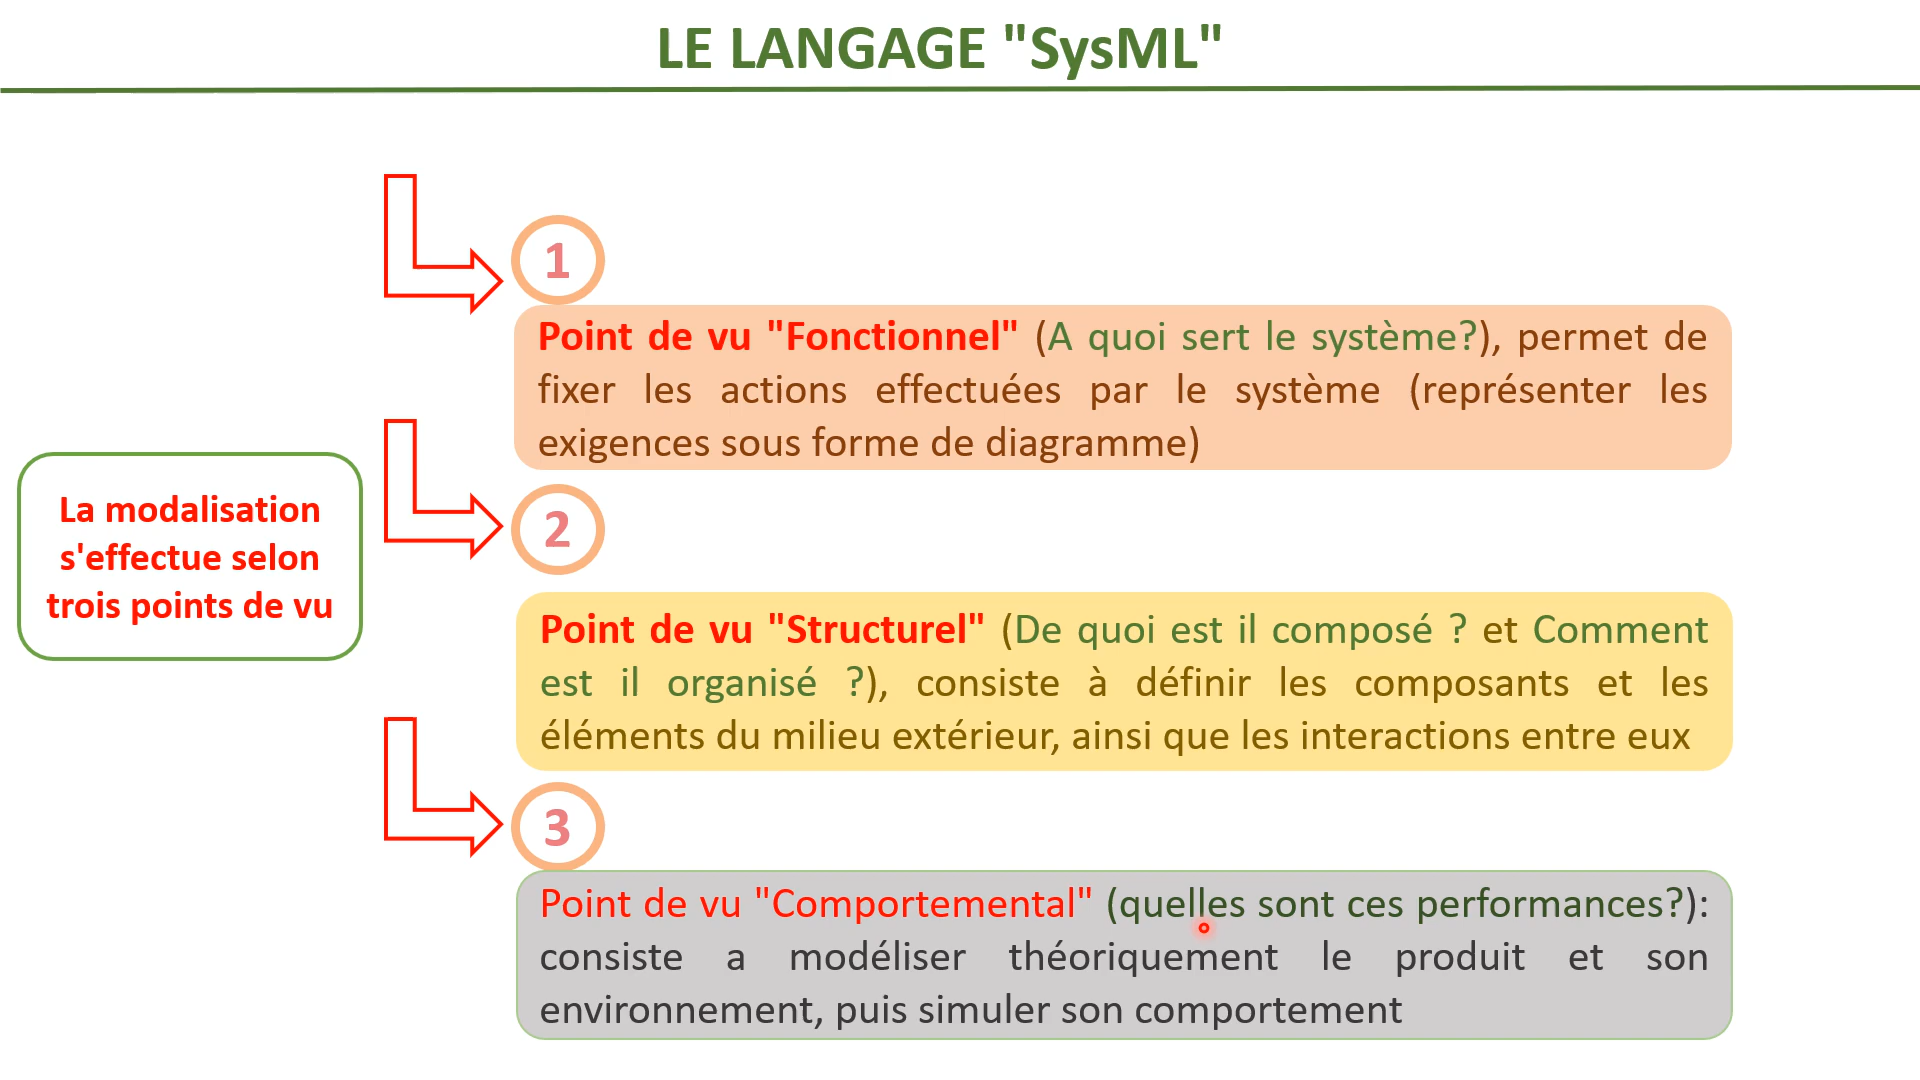 LE LANGAGE "SysML"
La modalisation
s'effectue selon
trois points de vu
1
Point de vu "Fonctionnel" (A quoi sert le système?), permet de
fixer les actions effectuées par le système (représenter les
exigences sous forme de diagramme)
2
Point de vu "Structurel" (De quoi est il composé ? et Comment
est il organisé ?), consiste à définir les composants et les
éléments du milieu extérieur, ainsi que les interactions entre eux
3
Point de vu "Comportemental" (quelles sont ces performances?):
consiste a modéliser théoriquement le produit et son
environnement, puis simuler son comportement